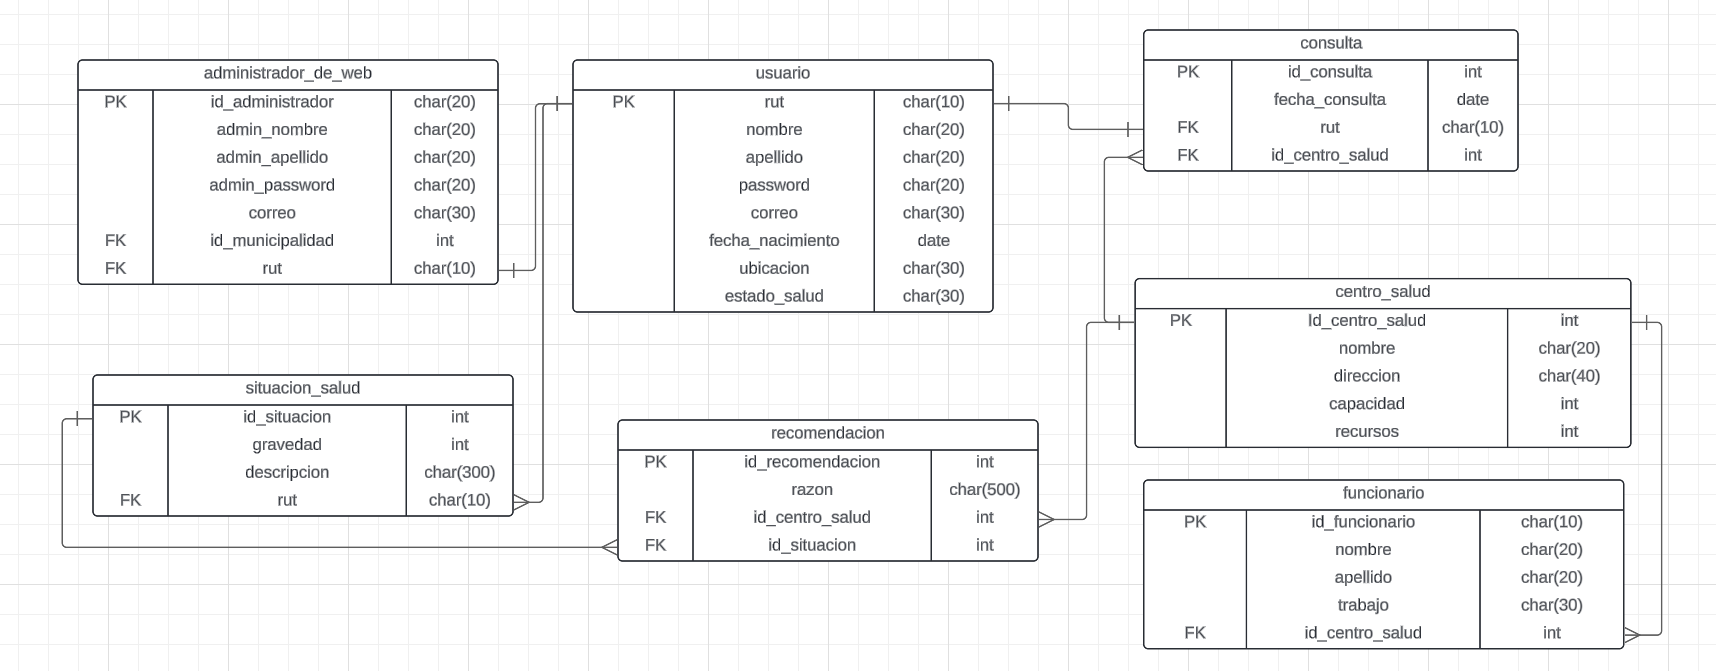 administrador_de_web
PK id_administrador char(20)
admin_nombre char(20)
admin_apellido char(20)
admin_password char(20)
correo char(30)
FK id_municipalidad int
FK rut char(10)
usuario
PK rut char(10)
nombre char(20)
apellido char(20)
password char(20)
correo char(30)
fecha_nacimiento date
ubicacion char(30)
estado_salud char(30)
consulta
PK id_consulta int
fecha_consulta date
FK rut char(10)
FK id_centro_salud int
centro_salud
PK Id_centro_salud int
nombre char(20)
direccion char(40)
capacidad int
recursos int
situacion_salud
PK id_situacion int
gravedad int
descripcion char(300)
FK rut char(10)
recomendacion
PK id_recomendacion int
razon char(500)
FK id_centro_salud int
FK id_situacion int
funcionario
PK id_funcionario char(10)
nombre char(20)
apellido char(20)
trabajo char(30)
FK id_centro_salud int